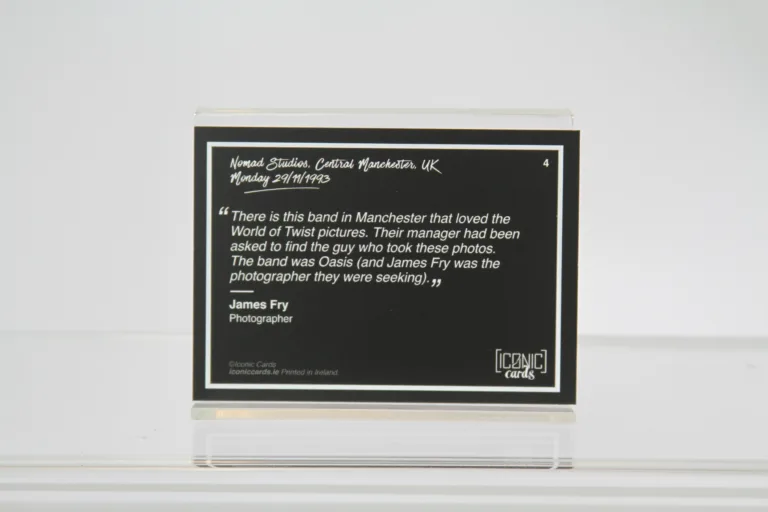 Nomad Studios, Central Manchester, UK
4
Monday 29/11/1993
“There is this band in Manchester that loved the
World of Twist pictures. Their manager had been
asked to find the guy who took these photos.
The band was Oasis (and James Fry was the
photographer they were seeking).”
James Fry
Photographer
©Iconic Cards
iconiccards.ie Printed in Ireland.
[ICONIC]
cards